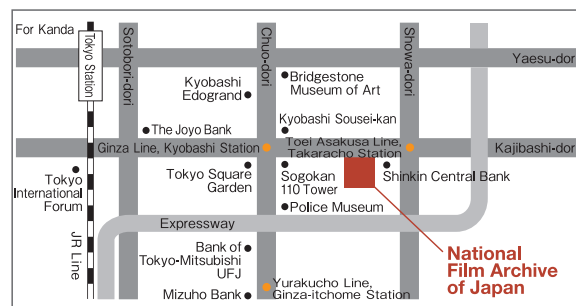 For Kanda
Tokyo Station
Sotobori-dori
Chuo-dori
Showa-dori
Yaesu-dor
Kyobashi
Edogrand
Bridgestone
Museum of Art
The Joyo Bank
Kyobashi Sousei-kan
Ginza Line, Kyobashi Station
Toei Asakusa Line,
Takaracho Station
Kajibashi-dor
Tokyo
International
Forum
Tokyo Square
Garden
Sogokan
110 Tower
Shinkin Central Bank
Police Museum
Expressway
JR Line
Bank of
Tokyo-Mitsubishi
UFJ
National
Film Archive
of Japan
Yurakucho Line,
Ginza-itchome Station
Mizuho Bank